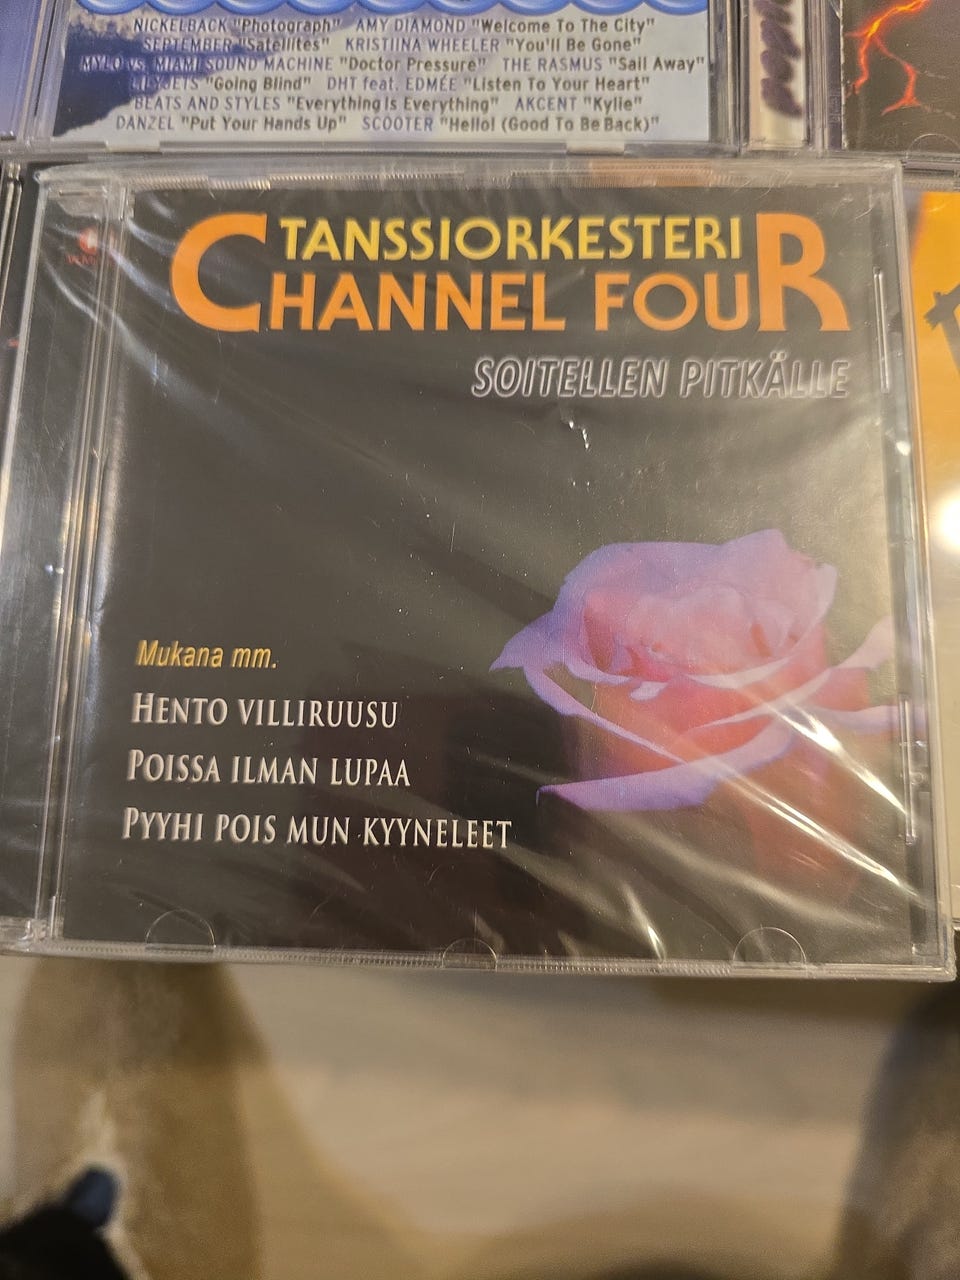 NICKELBACK "Photograph" AMY DIAMOND "Welcome To The City"
SEPTEMBER "Satellites" KRISTIINA WHEELER "You'll Be Gone"
MYLO vs. MIAMI SOUND MACHINE "Doctor Pressure" THE RASMUS "Sail Away"
"Going Blind" DHT feat. EDMÉE "Listen To Your Heart"
BEATS AND STYLES "Everything Is Everything" AKCENT "Kylie"
DANZEL "Put Your Hands Up" SCOOTER "Hello! (Good To Be Back)"
TANSSIORKESTERI
CHANNEL FOUR
SOITELLEN PITKÄLLE
Mukana mm.
HENTO VILLIRUUSU
POISSA ILMAN LUPAA
PYYHI POIS MUN KYYNELEET